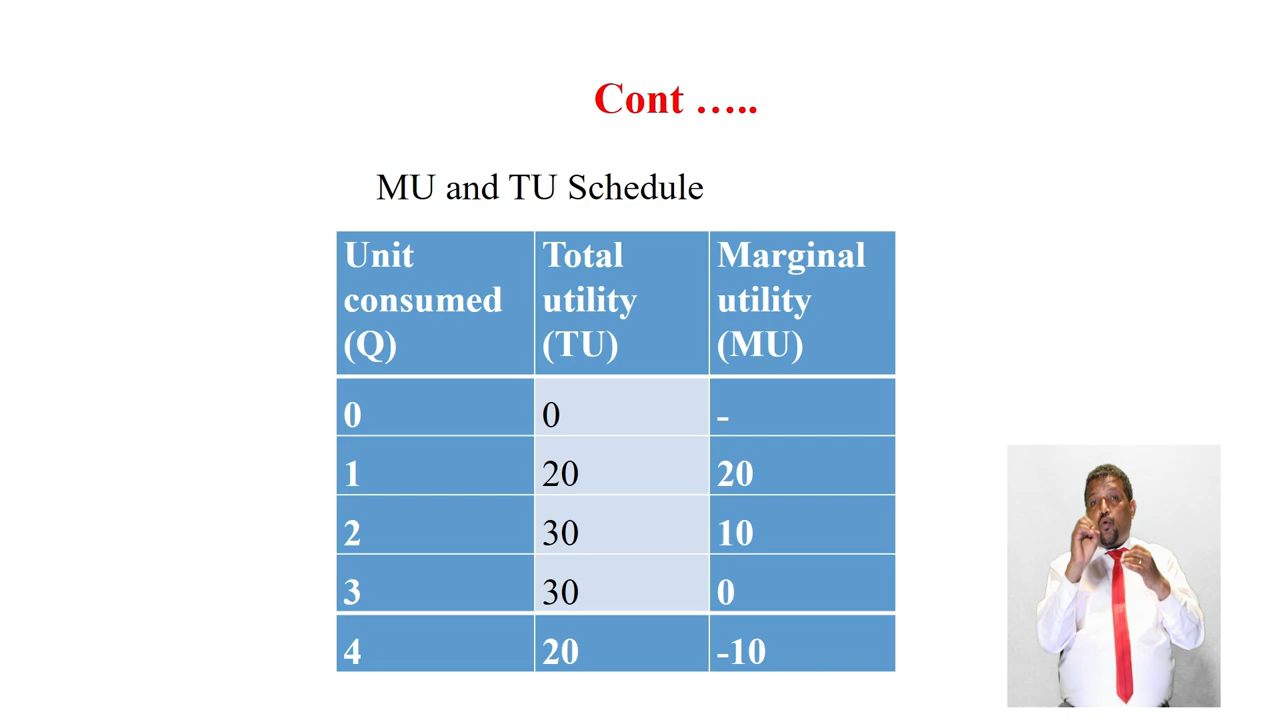 Cont …..
MU and TU Schedule
Unit consumed (Q) Total utility (TU) Marginal utility (MU)
0 0 -
1 20 20
2 30 10
3 30 0
4 20 -10